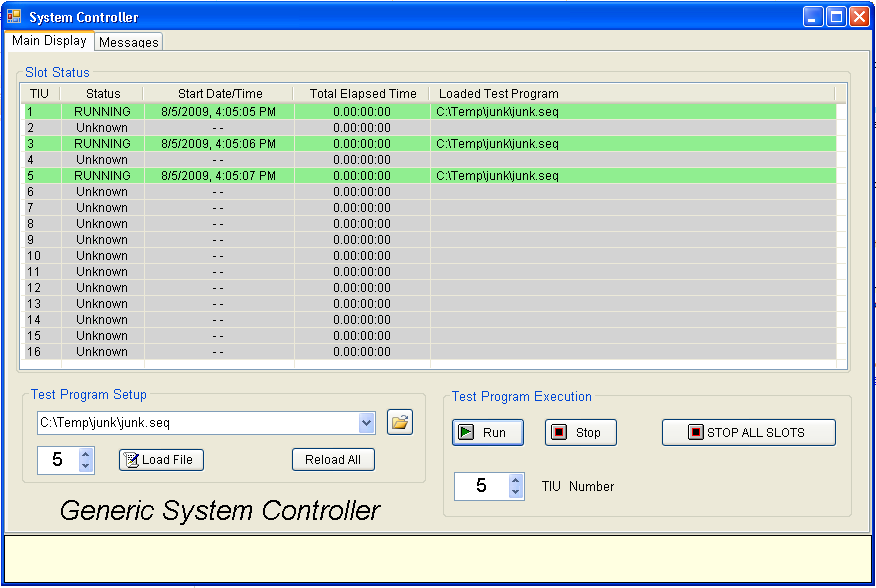 System Controller
Main Display Messages
Slot Status
TIU Status Start Date/Time Total Elapsed Time Loaded Test Program
1 RUNNING 8/5/2009, 4:05:05 PM 0.00:00:00 C:\Temp\junk\junk.seq
2 Unknown - - 0.00:00:00
3 RUNNING 8/5/2009, 4:05:06 PM 0.00:00:00 C:\Temp\junk\junk.seq
4 Unknown - - 0.00:00:00
5 RUNNING 8/5/2009, 4:05:07 PM 0.00:00:00 C:\Temp\junk\junk.seq
6 Unknown - - 0.00:00:00
7 Unknown - - 0.00:00:00
8 Unknown - - 0.00:00:00
9 Unknown - - 0.00:00:00
10 Unknown - - 0.00:00:00
11 Unknown - - 0.00:00:00
12 Unknown - - 0.00:00:00
13 Unknown - - 0.00:00:00
14 Unknown - - 0.00:00:00
15 Unknown - - 0.00:00:00
16 Unknown - - 0.00:00:00
Test Program Setup
C:\Temp\junk\junk.seq
5 Load File Reload All
Generic System Controller
Test Program Execution
Run Stop STOP ALL SLOTS
5 TIU Number